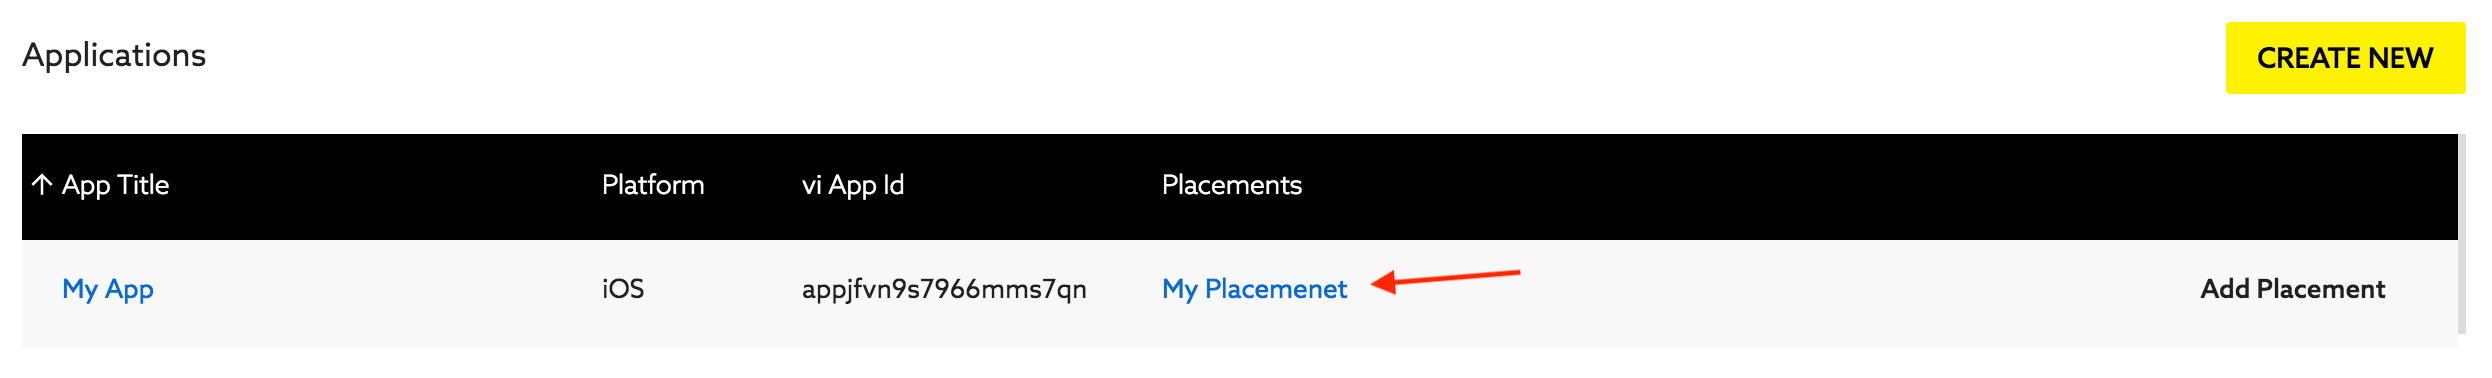 Applications
CREATE NEW
↑ App Title Platform vi App Id Placements
My App iOS appjfvn9s7966mms7qn My Placemenet Add Placement